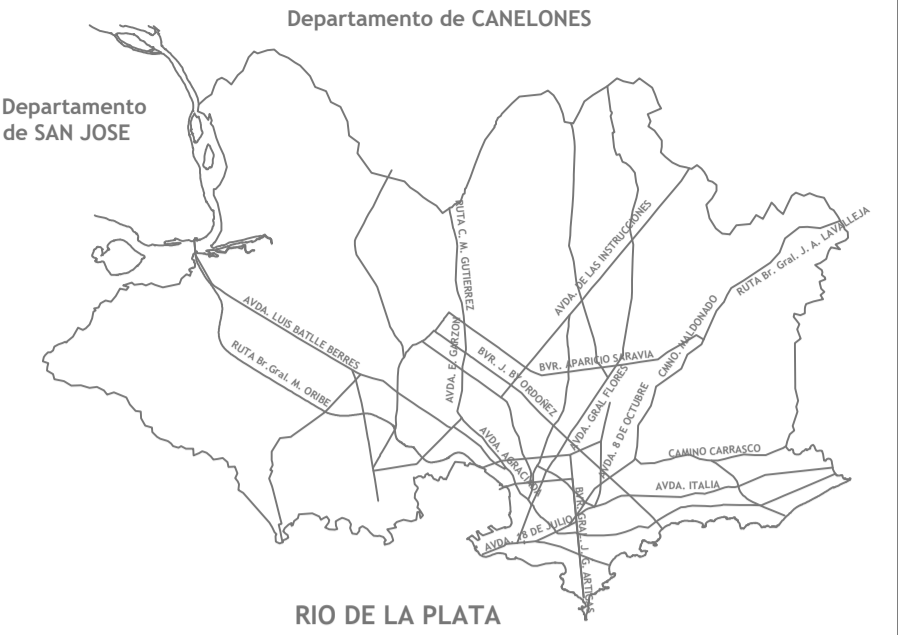 Departamento de CANELONES
Departamento
de SAN JOSE
RUTA C. M. GUTIERREZ
AVDA. DE LAS INSTRUCCIONES
RUTA Br. Gral. J. A. LAVALLEJA
AVDA. LUIS BATLLE BERRES
RUTA Br.Gral. M. ORIBE
AVDA. E. GARZON
BVR. J. BY ORDOÑEZ
BVR. APARICIO SARAVIA
CMNO. MALDONADO
AVDA. GRAL FLORES
AVDA. 8 DE OCTUBRE
AVDA. AGRACIADA
CAMINO CARRASCO
AVDA. ITALIA
AVDA. 18 DE JULIO
BVR. GRAL. J. G. ARTIGAS
RIO DE LA PLATA